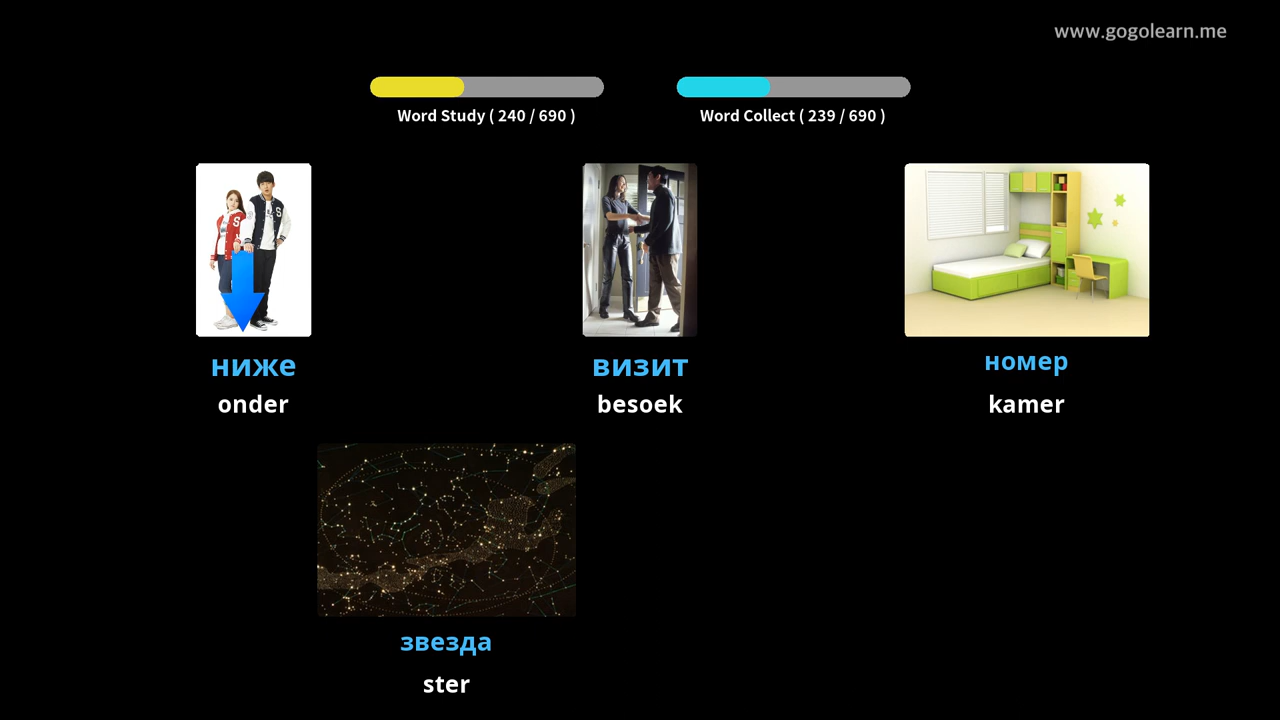 www.gogolearn.me
Word Study ( 240 / 690 )
Word Collect ( 239 / 690 )
S
S
ниже
onder
визит
besoek
номер
kamer
звезда
ster